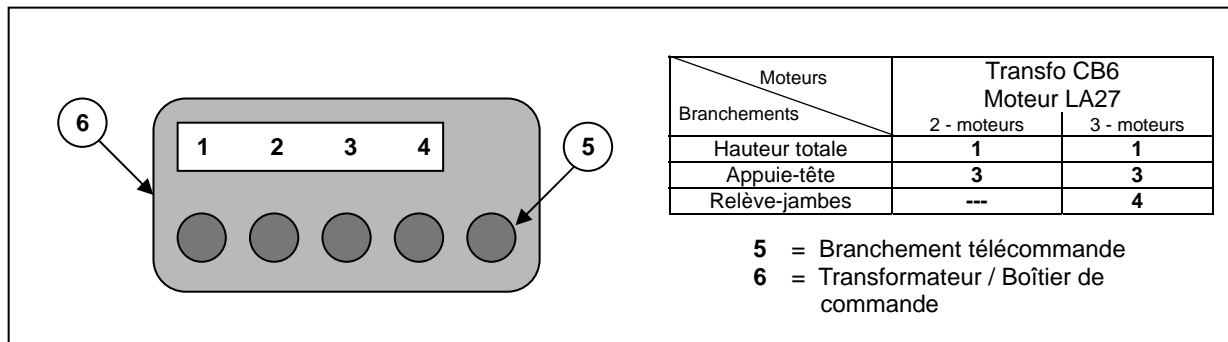 6
1 2 3 4
5
Moteurs
Branchements
Transfo CB6
Moteur LA27
2 - moteurs 3 - moteurs
Hauteur totale 1 1
Appuie-tête 3 3
Relève-jambes --- 4
5 = Branchement télécommande
6 = Transformateur / Boîtier de
commande